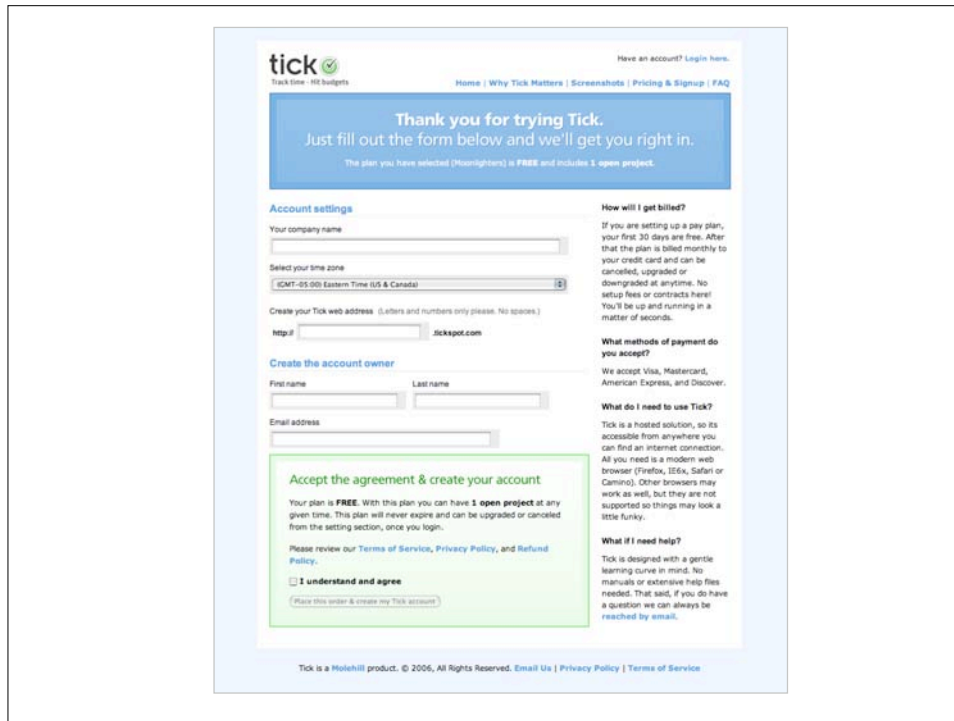 tick
Track time - Hit budgets
Have an account? Login here.
Home | Why Tick Matters | Screenshots | Pricing & Signup | FAQ
Thank you for trying Tick.
Just fill out the form below and we'll get you right in.
The plan you have selected (Moonlighters) is FREE and includes 1 open project.
Account settings
Your company name
Select your time zone
(GMT-05:00) Eastern Time (US & Canada)
Create your Tick web address (Letters and numbers only please. No spaces.)
http:// .tickspot.com
Create the account owner
First name Last name
Email address
Accept the agreement & create your account
Your plan is FREE. With this plan you can have 1 open project at any
given time. This plan will never expire and can be upgraded or canceled
from the setting section, once you login.
Please review our Terms of Service, Privacy Policy, and Refund
Policy.
I understand and agree
Place this order & create my Tick account
How will I get billed?
If you are setting up a pay plan,
your first 30 days are free. After
that the plan is billed monthly to
your credit card and can be
cancelled, upgraded or
downgraded at anytime. No
setup fees or contracts here!
You'll be up and running in a
matter of seconds.
What methods of payment do
you accept?
We accept Visa, Mastercard,
American Express, and Discover.
What do I need to use Tick?
Tick is a hosted solution, so its
accessible from anywhere you
can find an internet connection.
All you need is a modern web
browser (Firefox, IE6x, Safari or
Camino). Other browsers may
work as well, but they are not
supported so things may look a
little funky.
What if I need help?
Tick is designed with a gentle
learning curve in mind. No
manuals or extensive help files
needed. That said, if you do have
a question we can always be
reached by email.
Tick is a Molehill product. © 2006, All Rights Reserved. Email Us | Privacy Policy | Terms of Service